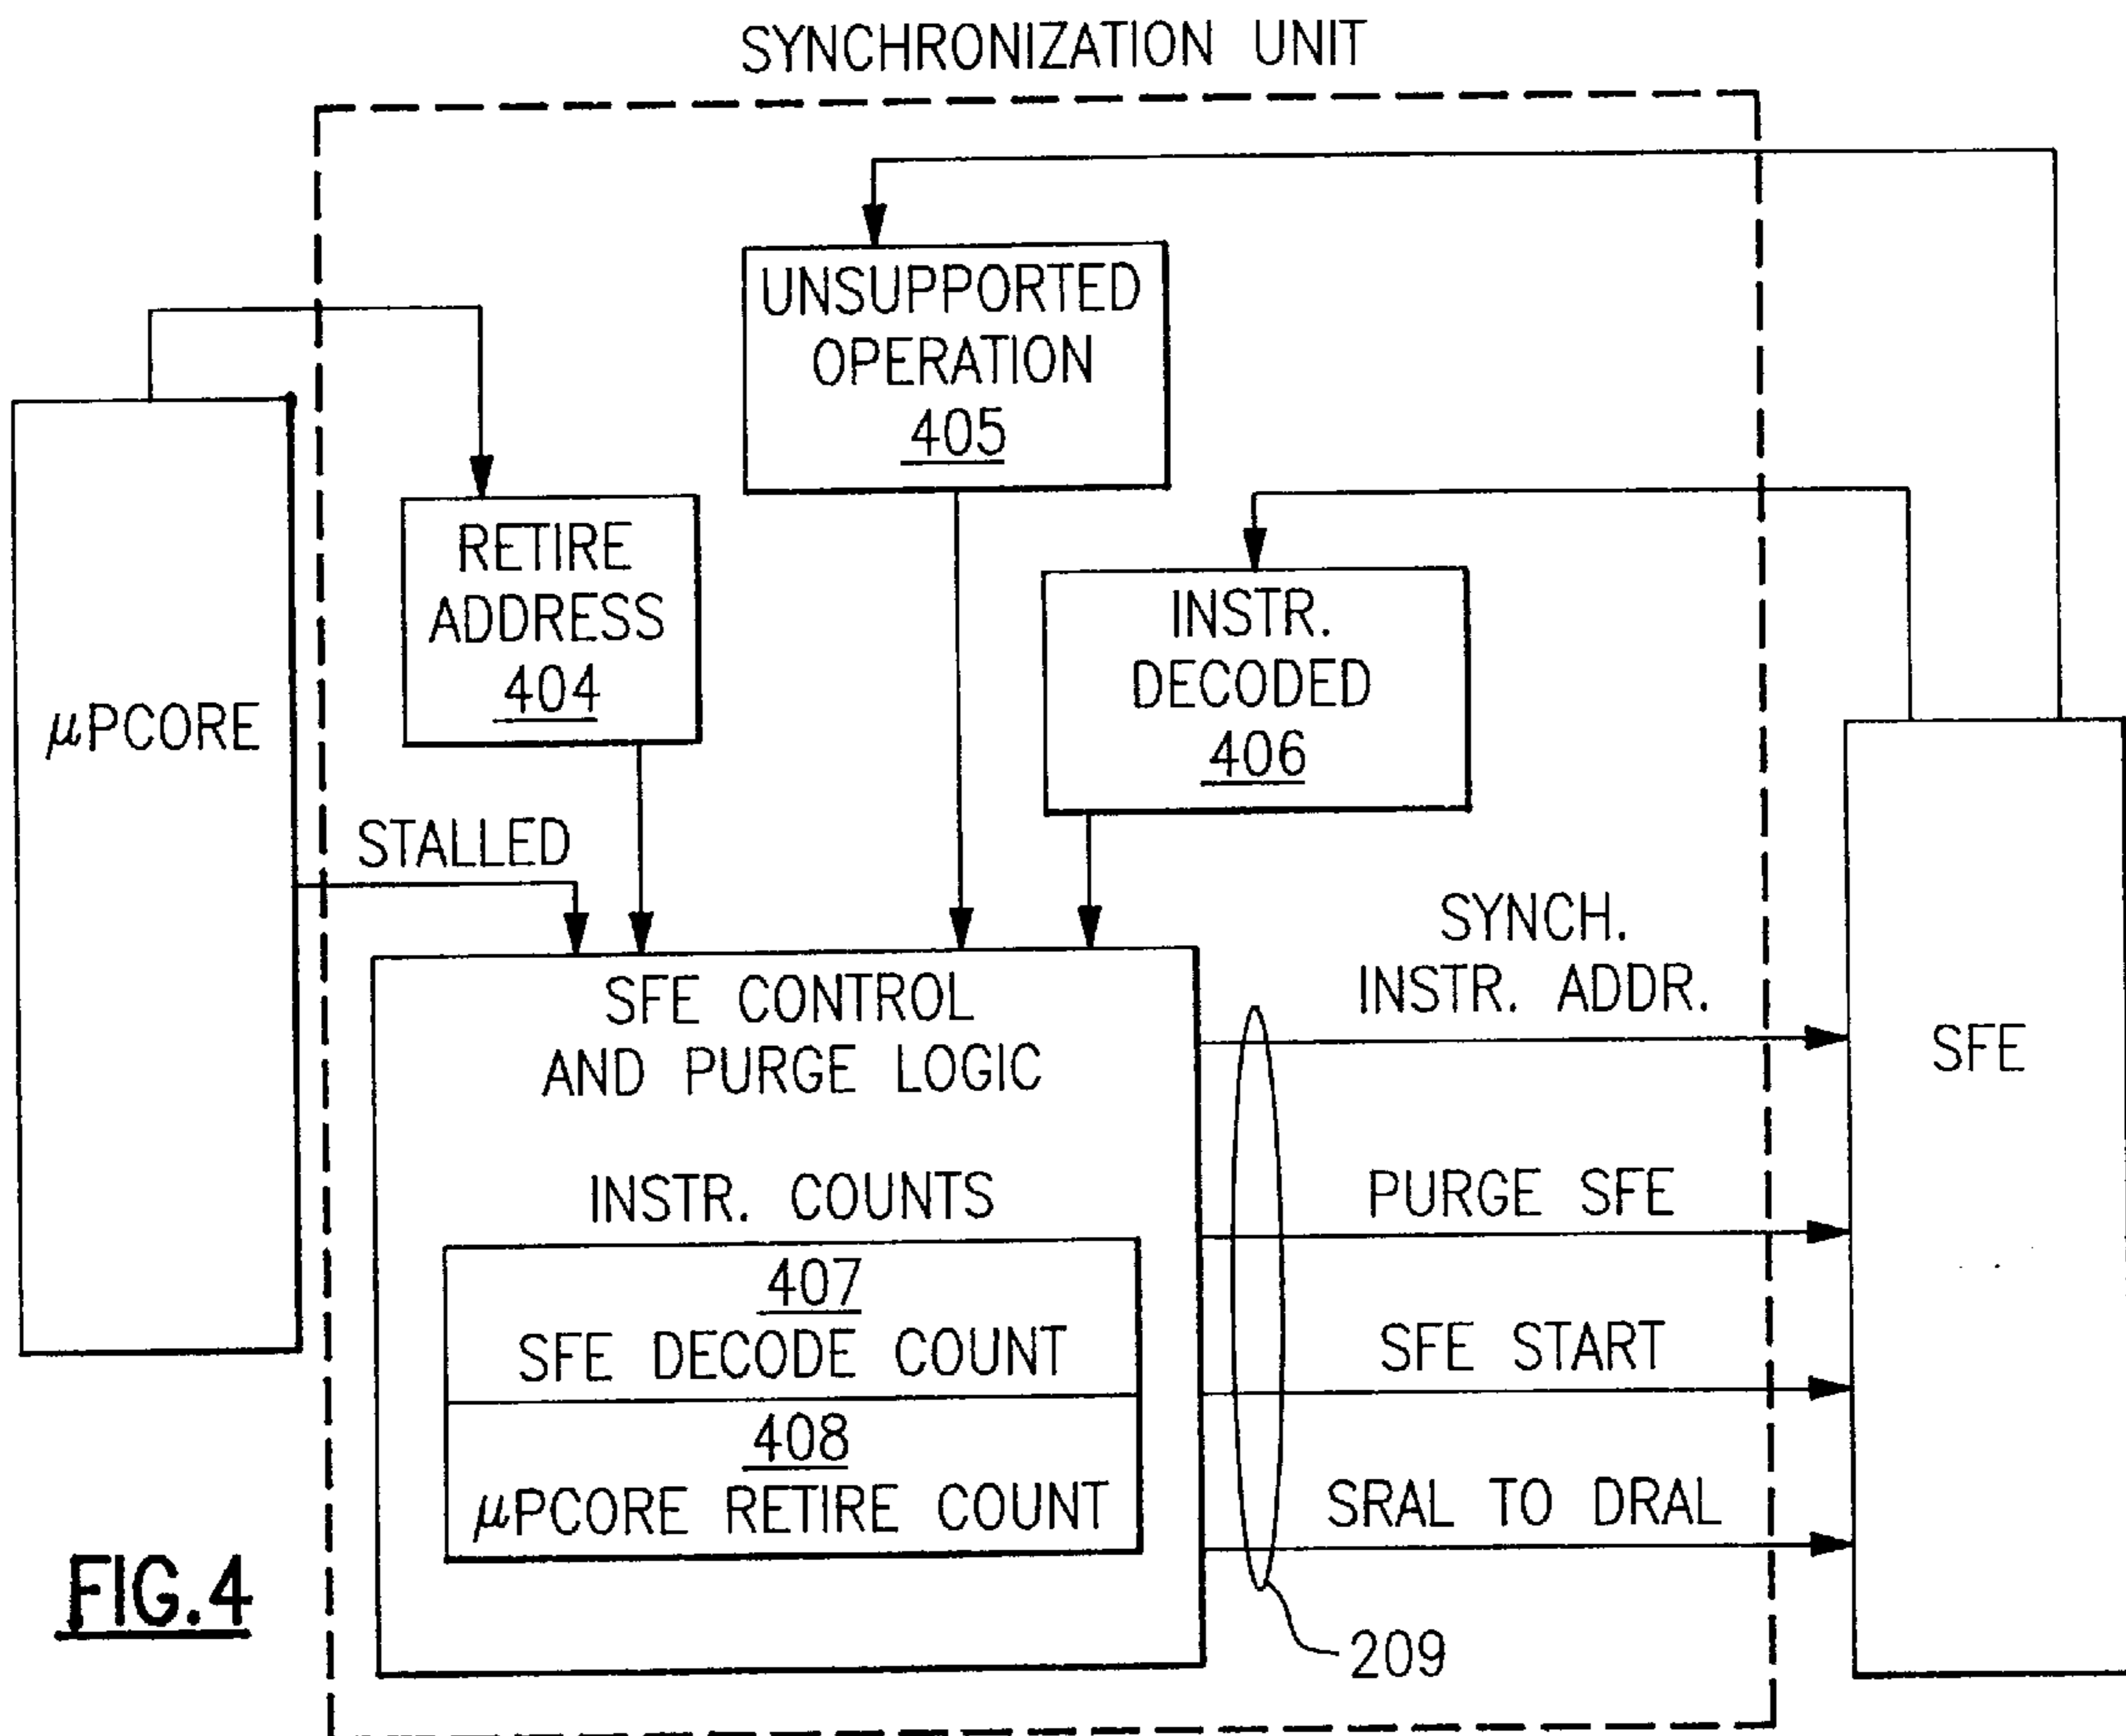 SYNCHRONIZATION UNIT
UNSUPPORTED
OPERATION
405
RETIRE
ADDRESS
404
INSTR.
DECODED
406
μPCORE
STALLED
SFE CONTROL
AND PURGE LOGIC
INSTR. COUNTS
407
SFE DECODE COUNT
408
μPCORE RETIRE COUNT
SYNCH.
INSTR. ADDR.
PURGE SFE
SFE START
SRAL TO DRAL
SFE
209
FIG.4